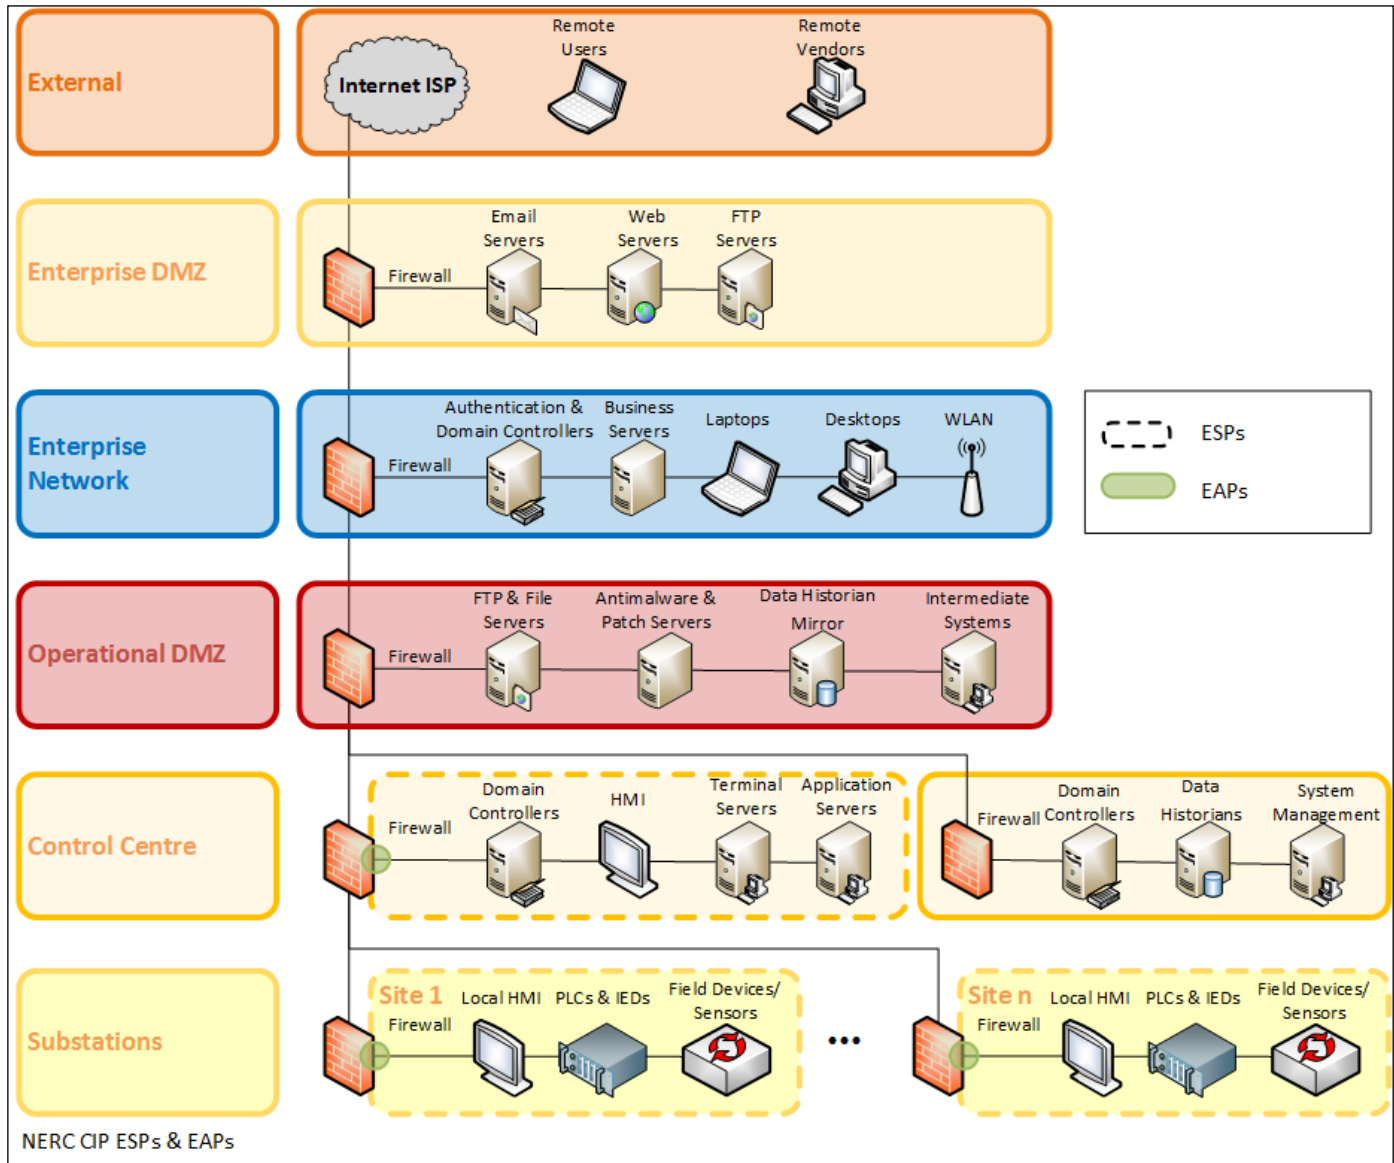 External
Internet ISP
Remote
Users
Remote
Vendors
Enterprise DMZ
Firewall
Email
Servers
Web
Servers
FTP
Servers
Enterprise
Network
Firewall
Authentication &
Domain Controllers
Business
Servers
Laptops
Desktops
WLAN
ESPs
EAPs
Operational DMZ
Firewall
FTP & File
Servers
Antimalware &
Patch Servers
Data Historian
Mirror
Intermediate
Systems
Control Centre
Firewall
Domain
Controllers
HMI
Terminal
Servers
Application
Servers
Firewall
Domain
Controllers
Data
Historians
System
Management
Substations
Site 1
Firewall
Local HMI
PLCs & IEDs
Field Devices/
Sensors
•••
Site n
Firewall
Local HMI
PLCs & IEDs
Field Devices/
Sensors
NERC CIP ESPs & EAPs